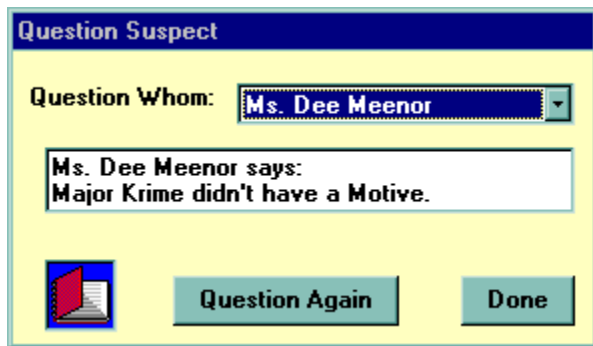 Question Suspect
Question Whom: Ms. Dee Meenor
Ms. Dee Meenor says:
Major Krime didn't have a Motive.
Question Again Done